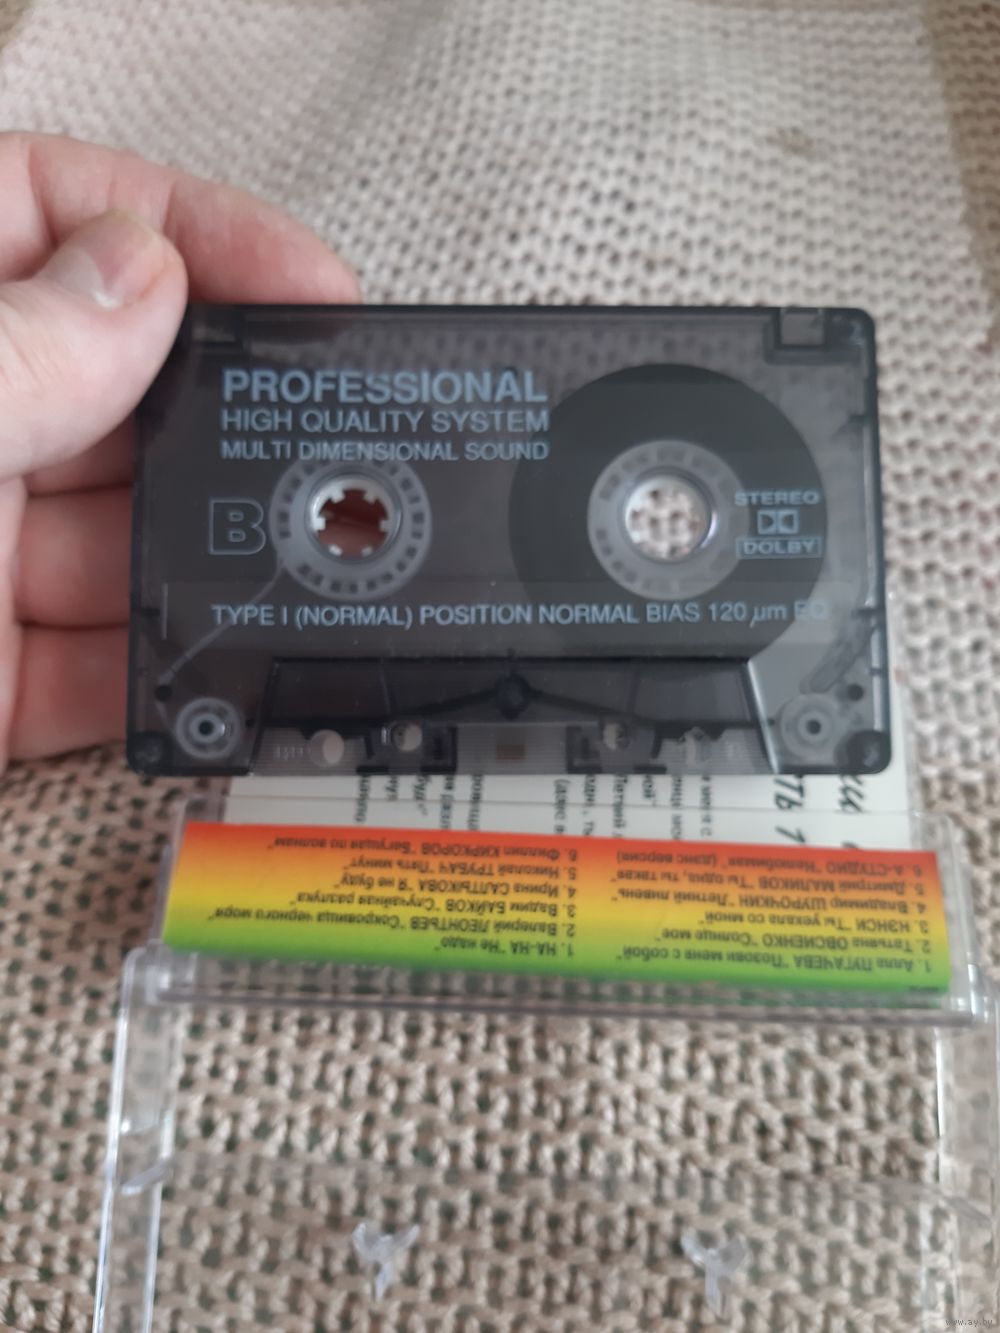 PROFESSIONAL
HIGH QUALITY SYSTEM
MULTI DIMENSIONAL SOUND
B
STEREO
DOLBY
TYPE I (NORMAL) POSITION NORMAL BIAS 120 µm EQ
1. Алла ПУГАЧЕВА "Позови меня с собой"
2. Татьяна ОВСИЕНКО "Солнце мое"
3. НЭНСИ "Ты уехала со мной
4. Владимир ШУРОЧКИН "Летний ливень"
5. Дмитрий МАЛИКОВ "Ты одна, ты такая"
6. А-СТУДИО "Нелюбимая" (дэнс версия)
1. НА-НА "Не надо"
2. Валерий ЛЕОНТЬЕВ "Сокровища черного моря"
3. Вадим БАЙКОВ "Случайная разлука"
4. Ирина САЛТЫКОВА "Я не буду"
5. Николай ТРУБАЧ "Пять минут"
6. Филипп КИРКОРОВ "Бегущая по волнам"
www.ay.by